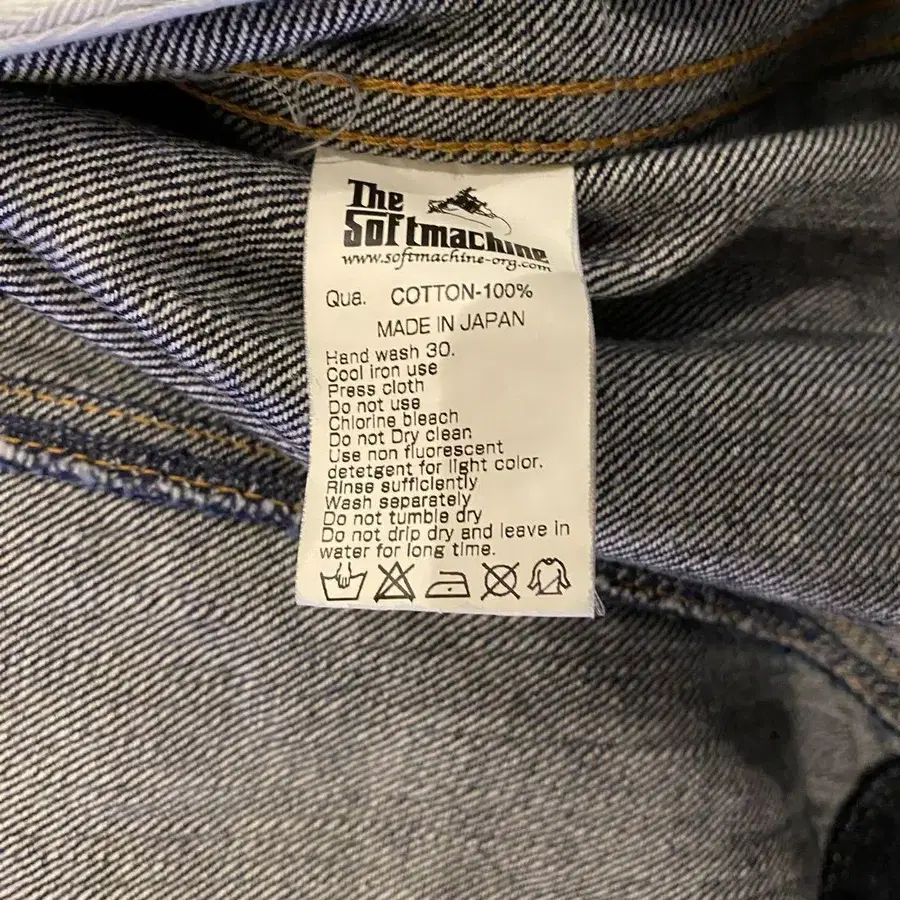 The
Softmachine
www.softmachine-org.com
Qua. COTTON-100%
MADE IN JAPAN
Hand wash 30.
Cool iron use
Press cloth
Do not use
Chlorine bleach
Do not Dry clean
Use non fluorescent
detetgent for light color.
Rinse sufficiently
Wash separately
Do not tumble dry
Do not drip dry and leave in
water for long time.